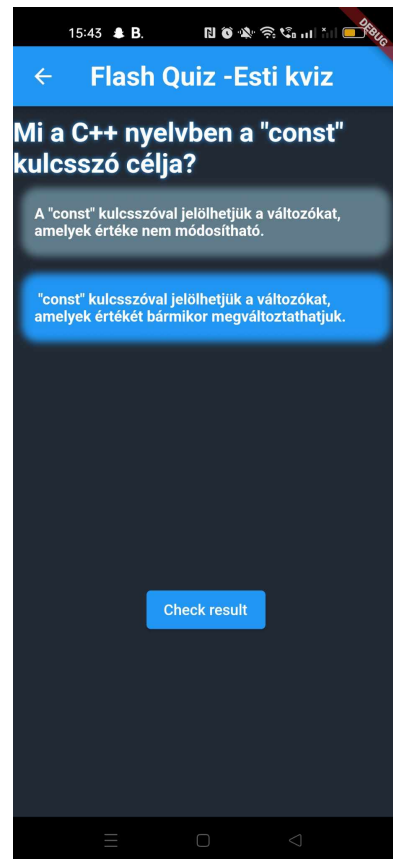 15:43 B.
DEBUG
Flash Quiz -Esti kviz
Mi a C++ nyelvben a "const"
kulcsszó célja?
A "const" kulcsszóval jelölhetjük a változókat,
amelyek értéke nem módosítható.
"const" kulcsszóval jelölhetjük a változókat,
amelyek értékét bármikor megváltoztathatjuk.
Check result